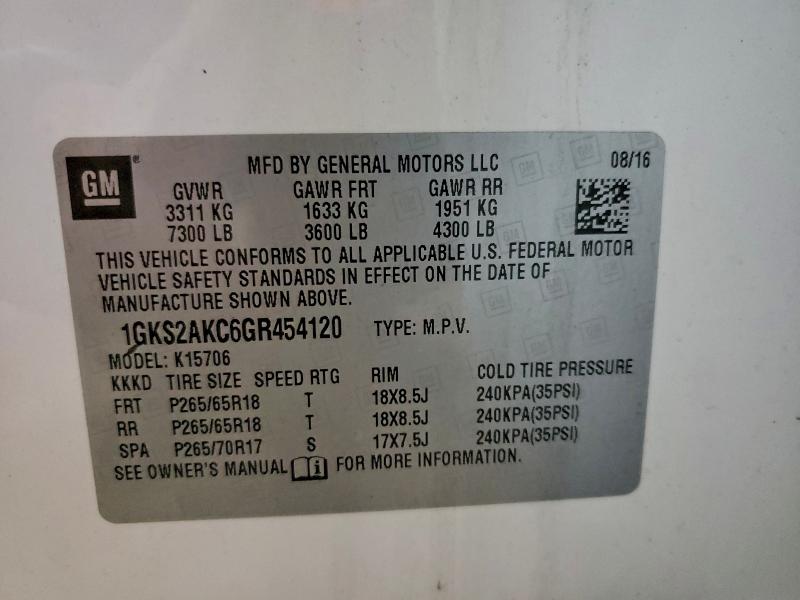 GM ® MFD BY GENERAL MOTORS LLC 08/16
GVWR GAWR FRT GAWR RR
3311 KG 1633 KG 1951 KG
7300 LB 3600 LB 4300 LB
THIS VEHICLE CONFORMS TO ALL APPLICABLE U.S. FEDERAL MOTOR
VEHICLE SAFETY STANDARDS IN EFFECT ON THE DATE OF
MANUFACTURE SHOWN ABOVE.
1GKS2AKC6GR454120 TYPE: M.P.V.
MODEL: K15706
KKKD TIRE SIZE SPEED RTG RIM COLD TIRE PRESSURE
FRT P265/65R18 T 18X8.5J 240KPA(35PSI)
RR P265/65R18 T 18X8.5J 240KPA(35PSI)
SPA P265/70R17 S 17X7.5J 240KPA(35PSI)
SEE OWNER'S MANUAL i FOR MORE INFORMATION.